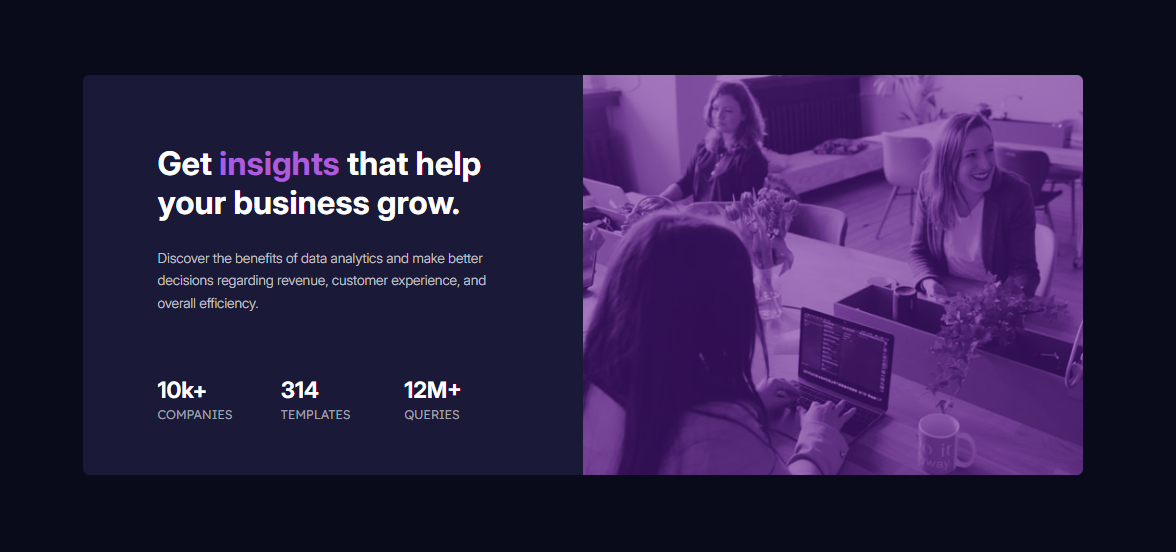 Get insights that help
your business grow.
Discover the benefits of data analytics and make better
decisions regarding revenue, customer experience, and
overall efficiency.
10k+ 314 12M+
COMPANIES TEMPLATES QUERIES